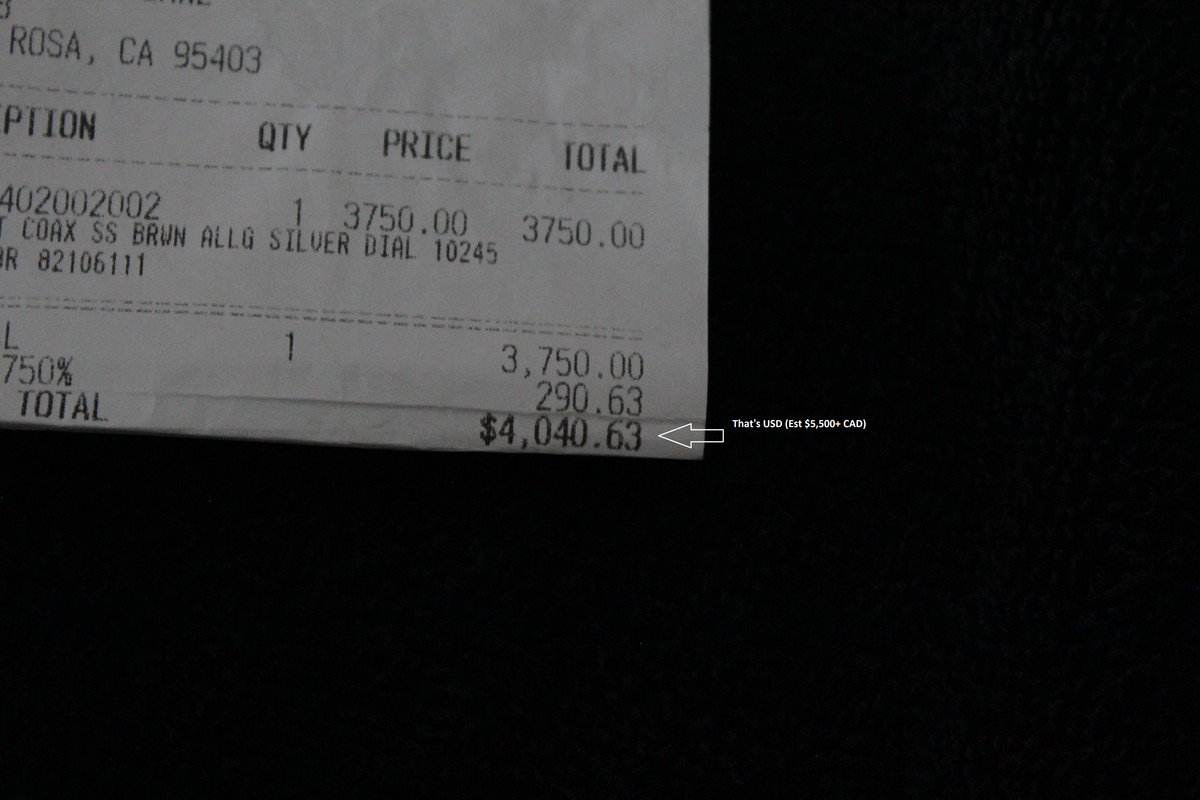 ROSA, CA 95403
PTION QTY PRICE TOTAL
402002002 1 3750.00 3750.00
T COAX SS BRWN ALLG SILVER DIAL 10245
BR 82106111
L 1 3,750.00
750% 290.63
TOTAL $4,040.63
That's USD (Est $5,500+ CAD)